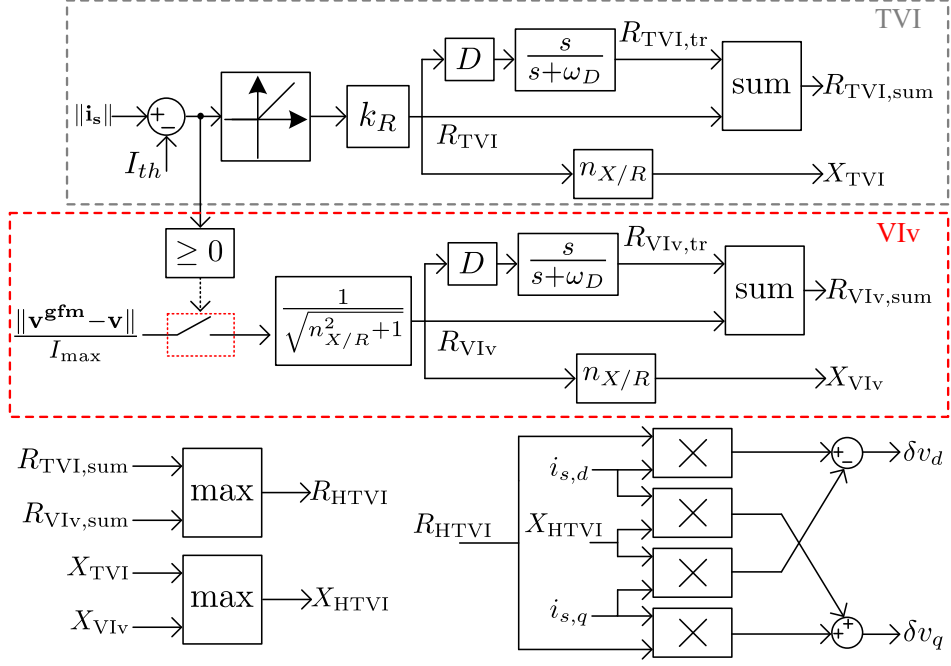 TVI
D s/(s+ω_D) R_TVI,tr
‖i_s‖ + − k_R sum R_TVI,sum
I_th R_TVI
n_X/R X_TVI
VIv
≥ 0 D s/(s+ω_D) R_VIv,tr
‖v^gfm−v‖/I_max 1/√(n²_X/R+1) sum R_VIv,sum
R_VIv
n_X/R X_VIv
R_TVI,sum
R_VIv,sum
max R_HTVI
X_TVI
X_VIv
max X_HTVI
R_HTVI
i_s,d
X_HTVI
i_s,q
× × × ×
+ − δv_d
+ + δv_q